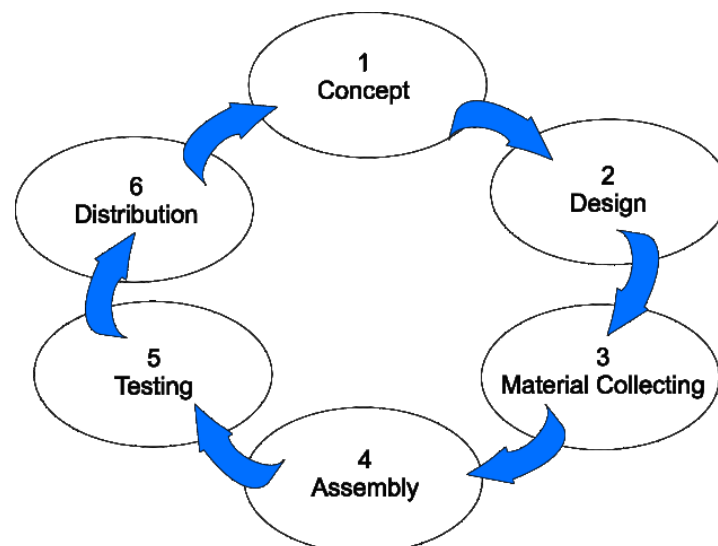 1
Concept
2
Design
3
Material Collecting
4
Assembly
5
Testing
6
Distribution